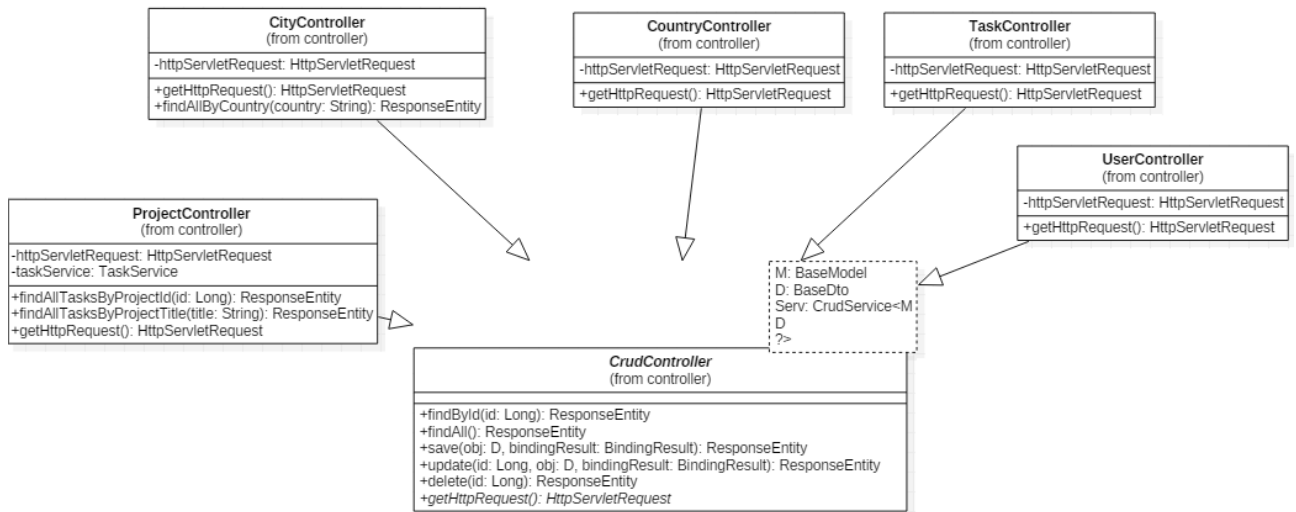 CityController
(from controller)
-httpServletRequest: HttpServletRequest
+getHttpRequest(): HttpServletRequest
+findAllByCountry(country: String): ResponseEntity
CountryController
(from controller)
-httpServletRequest: HttpServletRequest
+getHttpRequest(): HttpServletRequest
TaskController
(from controller)
-httpServletRequest: HttpServletRequest
+getHttpRequest(): HttpServletRequest
UserController
(from controller)
-httpServletRequest: HttpServletRequest
+getHttpRequest(): HttpServletRequest
ProjectController
(from controller)
-httpServletRequest: HttpServletRequest
-taskService: TaskService
+findAllTasksByProjectId(id: Long): ResponseEntity
+findAllTasksByProjectTitle(title: String): ResponseEntity
+getHttpRequest(): HttpServletRequest
M: BaseModel
D: BaseDto
Serv: CrudService<M
D
?>
CrudController
(from controller)
+findById(id: Long): ResponseEntity
+findAll(): ResponseEntity
+save(obj: D, bindingResult: BindingResult): ResponseEntity
+update(id: Long, obj: D, bindingResult: BindingResult): ResponseEntity
+delete(id: Long): ResponseEntity
+getHttpRequest(): HttpServletRequest